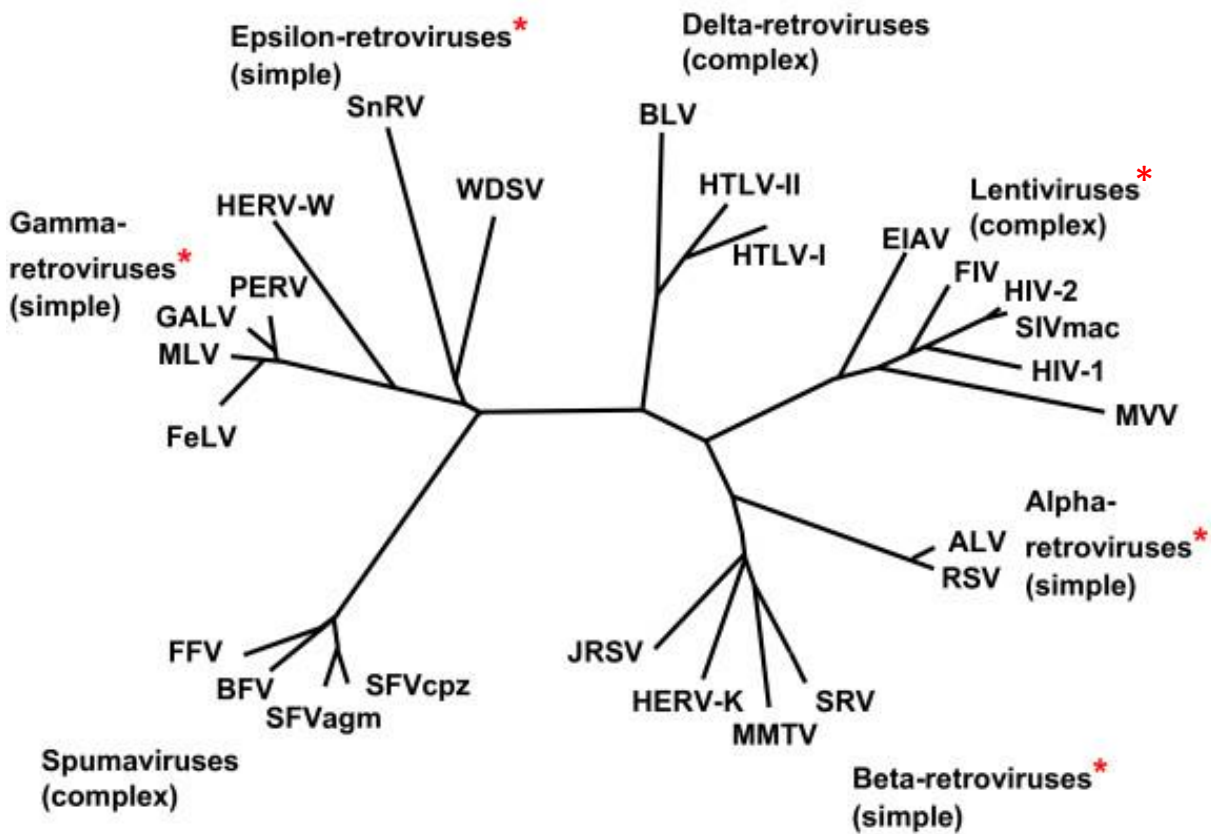 Epsilon-retroviruses*
(simple)
SnRV
WDSV
Delta-retroviruses
(complex)
BLV
HTLV-II
HTLV-I
Lentiviruses*
(complex)
EIAV
FIV
HIV-2
SIVmac
HIV-1
MVV
Gamma-
retroviruses*
(simple)
HERV-W
PERV
GALV
MLV
FeLV
Alpha-
retroviruses*
(simple)
ALV
RSV
FFV
BFV
SFVagm
SFVcpz
Spumaviruses
(complex)
JRSV
HERV-K
MMTV
SRV
Beta-retroviruses*
(simple)